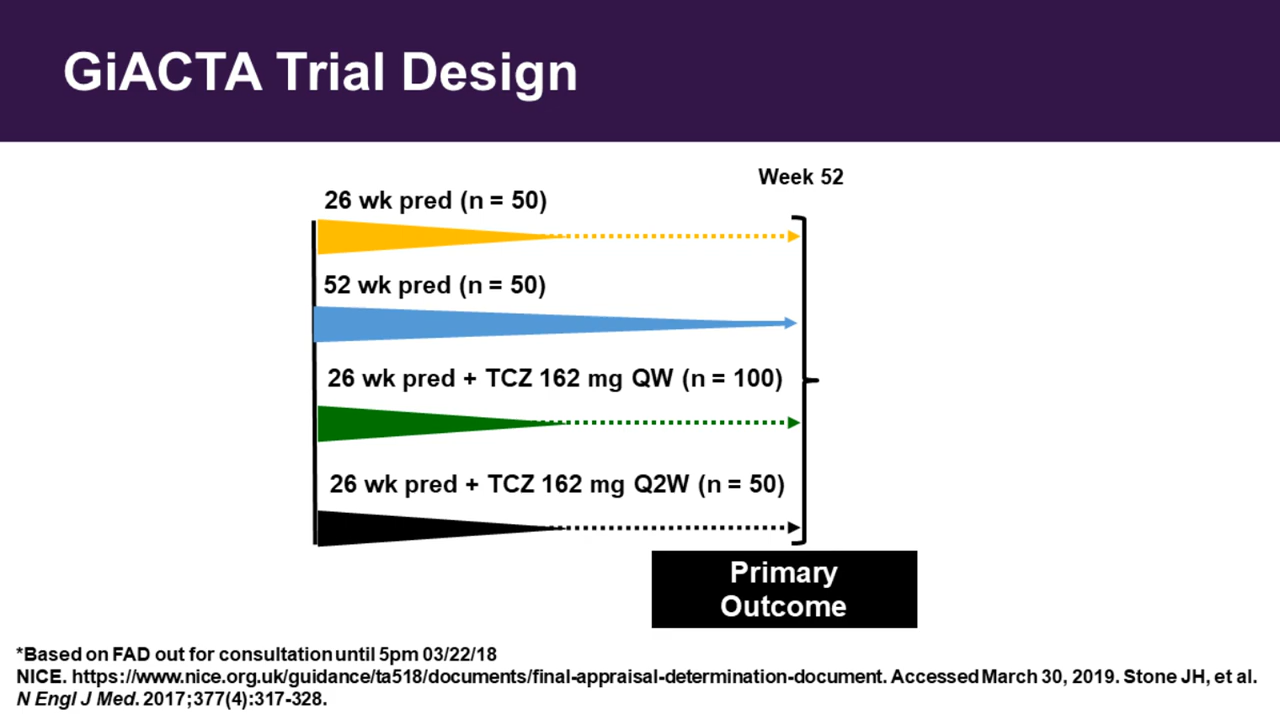 GiACTA Trial Design
Week 52
26 wk pred (n = 50)
52 wk pred (n = 50)
26 wk pred + TCZ 162 mg QW (n = 100)
26 wk pred + TCZ 162 mg Q2W (n = 50)
Primary
Outcome
*Based on FAD out for consultation until 5pm 03/22/18
NICE. https://www.nice.org.uk/guidance/ta518/documents/final-appraisal-determination-document. Accessed March 30, 2019. Stone JH, et al.
N Engl J Med. 2017;377(4):317-328.